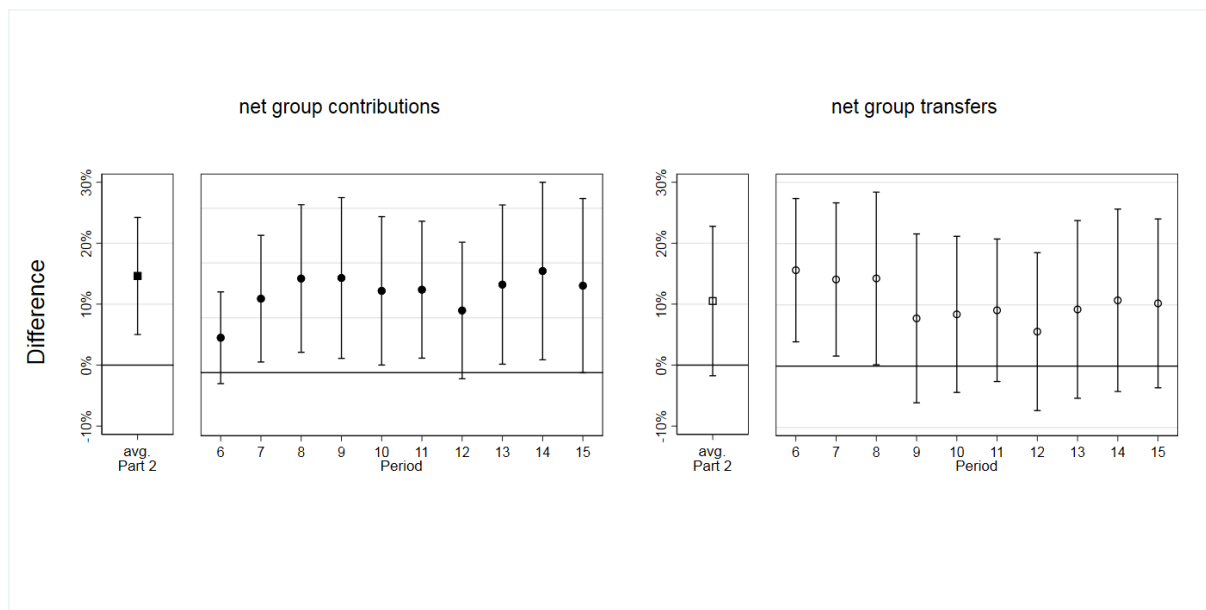 net group contributions
net group transfers
Difference
30%
20%
10%
0%
-10%
avg.
Part 2
6 7 8 9 10 11 12 13 14 15
Period
30%
20%
10%
0%
-10%
avg.
Part 2
6 7 8 9 10 11 12 13 14 15
Period